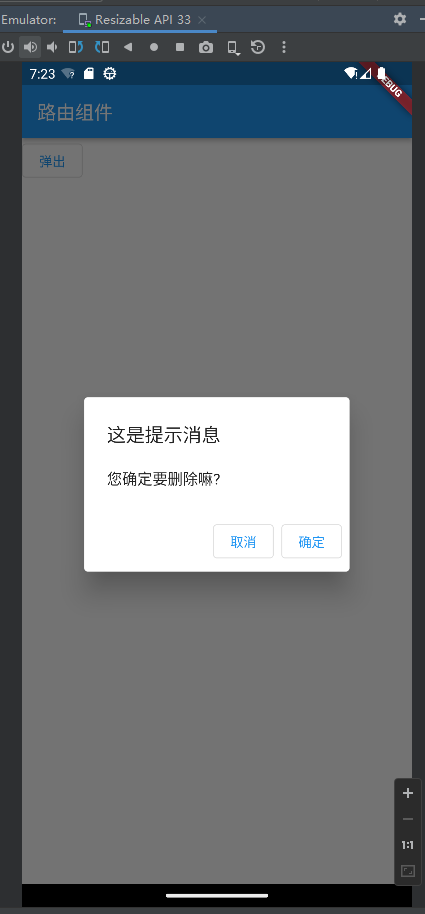 Emulator:
Resizable API 33
7:23
DEBUG
路由组件
弹出
这是提示消息
您确定要删除嘛?
取消
确定
1:1